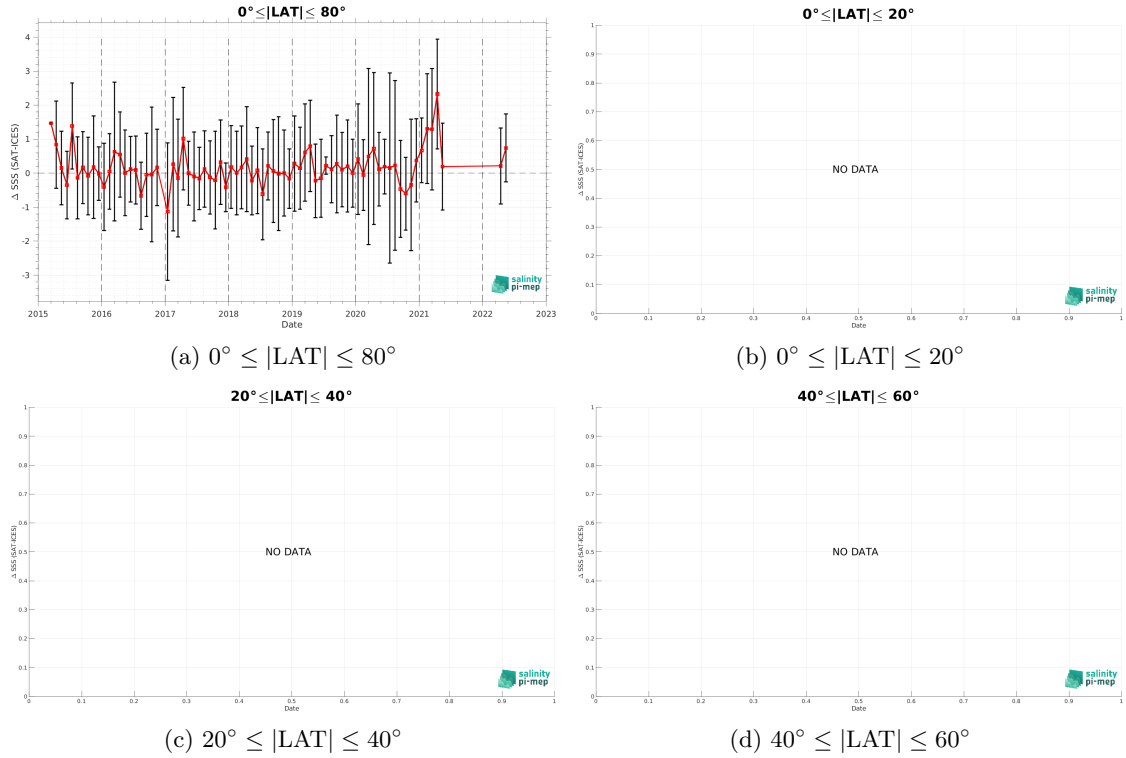 0°≤|LAT|≤ 80°
Δ SSS (SAT-ICES)
4
3
2
1
0
-1
-2
-3
2015 2016 2017 2018 2019 2020 2021 2022 2023
Date
salinity
pi-mep
(a) 0° ≤ |LAT| ≤ 80°
0°≤|LAT|≤ 20°
Δ SSS (SAT-ICES)
1
0.9
0.8
0.7
0.6
0.5
0.4
0.3
0.2
0.1
0
NO DATA
0 0.1 0.2 0.3 0.4 0.5 0.6 0.7 0.8 0.9 1
Date
salinity
pi-mep
(b) 0° ≤ |LAT| ≤ 20°
20°≤|LAT|≤ 40°
Δ SSS (SAT-ICES)
1
0.9
0.8
0.7
0.6
0.5
0.4
0.3
0.2
0.1
0
NO DATA
0 0.1 0.2 0.3 0.4 0.5 0.6 0.7 0.8 0.9 1
Date
salinity
pi-mep
(c) 20° ≤ |LAT| ≤ 40°
40°≤|LAT|≤ 60°
Δ SSS (SAT-ICES)
1
0.9
0.8
0.7
0.6
0.5
0.4
0.3
0.2
0.1
0
NO DATA
0 0.1 0.2 0.3 0.4 0.5 0.6 0.7 0.8 0.9 1
Date
salinity
pi-mep
(d) 40° ≤ |LAT| ≤ 60°